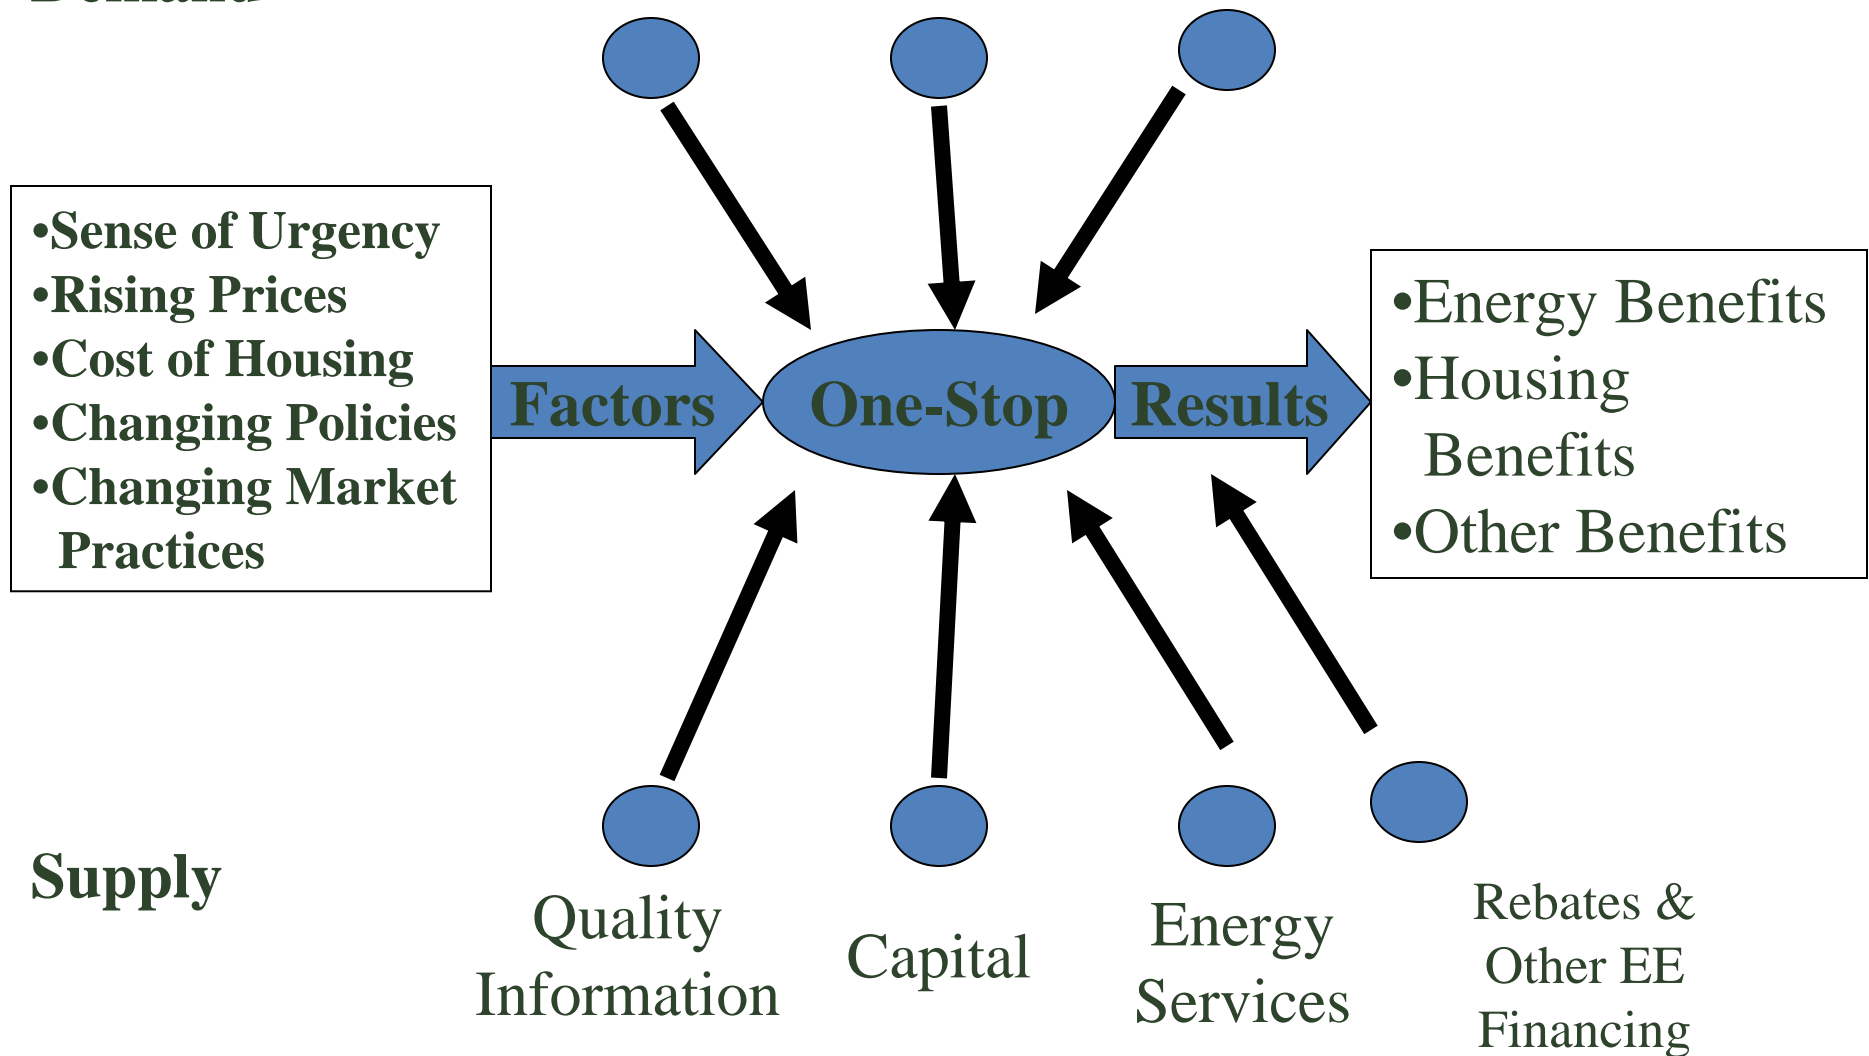 •Sense of Urgency
•Rising Prices
•Cost of Housing
•Changing Policies
•Changing Market
Practices
Factors
One-Stop
Results
•Energy Benefits
•Housing
Benefits
•Other Benefits
Supply
Quality
Information
Capital
Energy
Services
Rebates &
Other EE
Financing